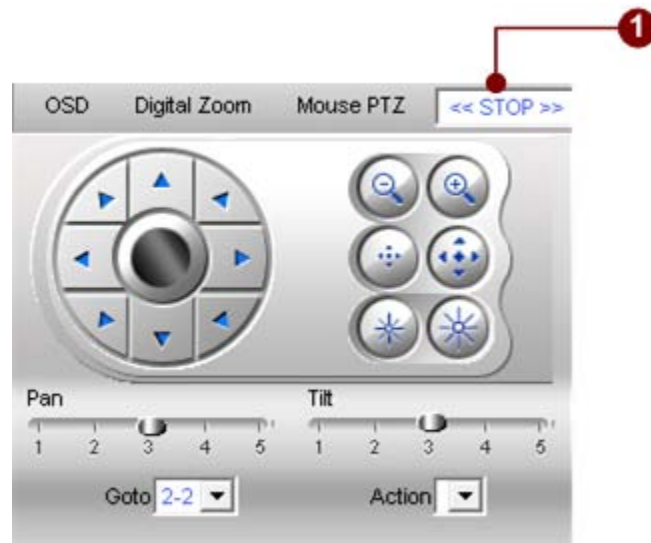 1
OSD Digital Zoom Mouse PTZ << STOP >>
Pan Tilt
1 2 3 4 5 1 2 3 4 5
Goto 2-2 Action